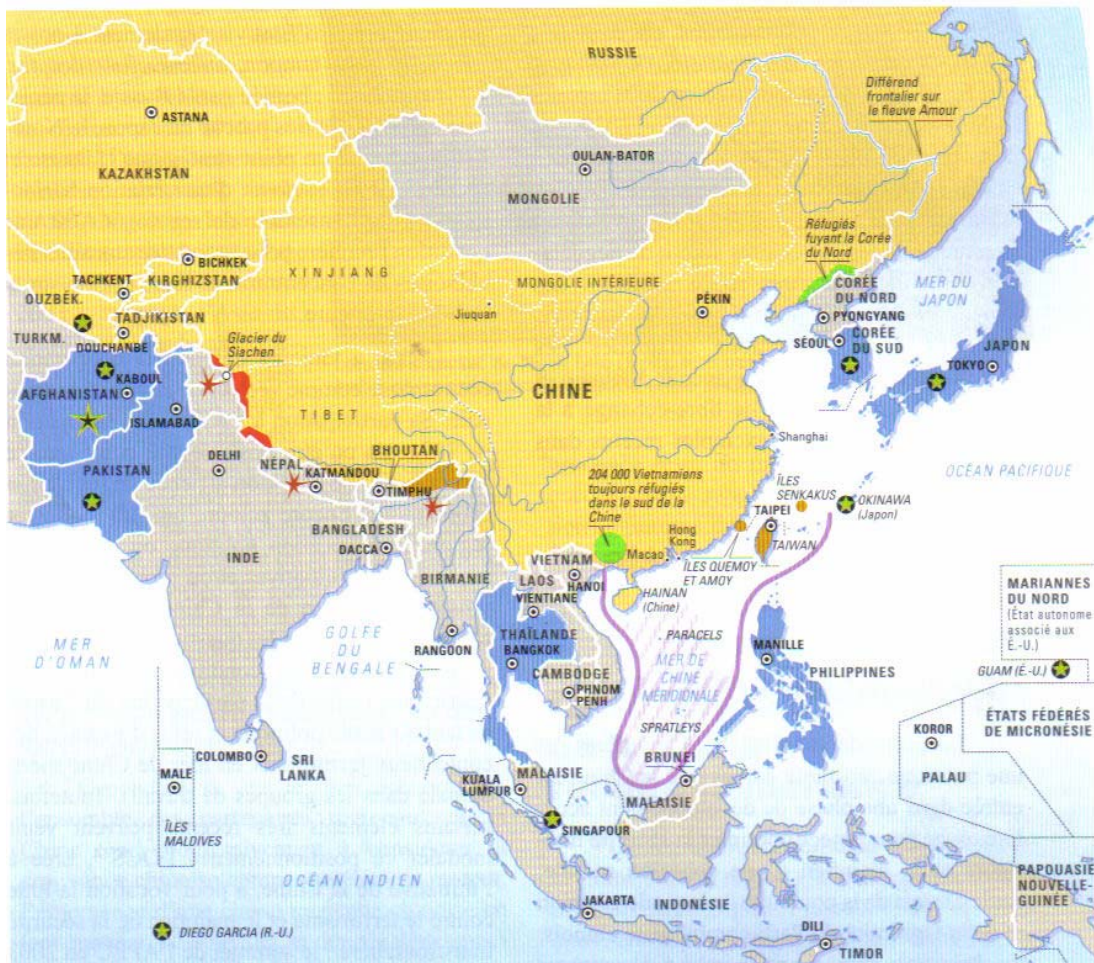 RUSSIE
Différend
frontalier sur
le fleuve Amour
ASTANA
KAZAKHSTAN
OULAN-BATOR
MONGOLIE
Réfugiés
fuyant la Corée
du Nord
BICHKEK
TACHKENT
KIRGHIZSTAN
XINJIANG
MONGOLIE INTÉRIEURE
OUZBÉK.
TADJIKISTAN
Jiuquan
PÉKIN
CORÉE
DU NORD
MER DU
JAPON
PYONGYANG
TURKM.
DOUCHANBE
Glacier du
Siachen
SÉOUL
CORÉE
DU SUD
JAPON
TOKYO
KABOUL
AFGHANISTAN
CHINE
ISLAMABAD
TIBET
Shanghai
DELHI
NÉPAL
BHOUTAN
PAKISTAN
KATMANDOU
TIMPHU
204 000 Vietnamiens
toujours réfugiés
dans le sud de la
Chine
ÎLES
SENKAKUS
OCÉAN PACIFIQUE
OKINAWA
(Japon)
TAIPEI
BANGLADESH
Hong
Kong
Macao
TAIWAN
INDE
DACCA
VIETNAM
ÎLES QUEMOY
ET AMOY
BIRMANIE
LAOS
HANOI
VIENTIANE
HAINAN
(Chine)
MARIANNES
DU NORD
(État autonome
associé aux
É.-U.)
MER
D'OMAN
GOLFE
DU
BENGALE
RANGOON
THAÏLANDE
BANGKOK
PARACELS
MANILLE
MER DE
CHINE
MÉRIDIONALE
PHILIPPINES
GUAM (É.-U.)
CAMBODGE
PHNOM
PENH
SPRATLEYS
KOROR
ÉTATS FÉDÉRÉS
DE MICRONÉSIE
COLOMBO
SRI
LANKA
BRUNEI
PALAU
MALE
KUALA
LUMPUR
MALAISIE
MALAISIE
SINGAPOUR
ÎLES
MALDIVES
OCÉAN INDIEN
PAPOUASIE
NOUVELLE-
GUINÉE
JAKARTA
INDONÉSIE
DIEGO GARCIA (R.-U.)
DILI
TIMOR